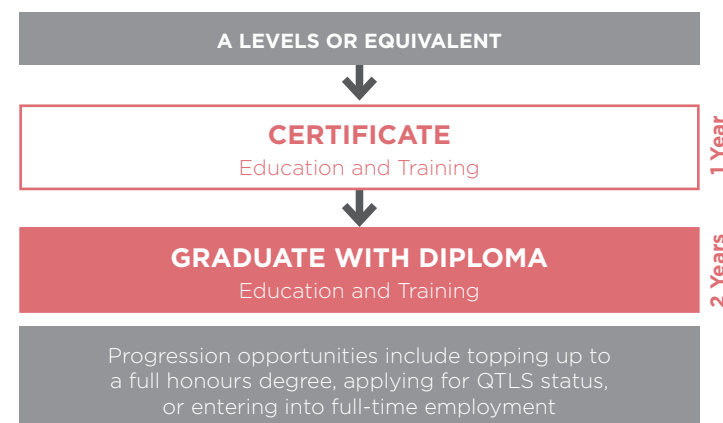 A LEVELS OR EQUIVALENT
CERTIFICATE
Education and Training
1 Year
GRADUATE WITH DIPLOMA
Education and Training
2 Years
Progression opportunities include topping up to
a full honours degree, applying for QTLS status,
or entering into full-time employment